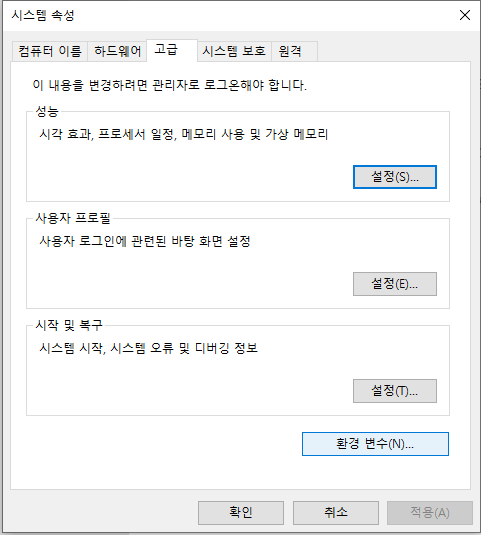 시스템 속성
컴퓨터 이름
하드웨어
고급
시스템 보호
원격
이 내용을 변경하려면 관리자로 로그온해야 합니다.
성능
시각 효과, 프로세서 일정, 메모리 사용 및 가상 메모리
설정(S)...
사용자 프로필
사용자 로그인에 관련된 바탕 화면 설정
설정(E)...
시작 및 복구
시스템 시작, 시스템 오류 및 디버깅 정보
설정(T)...
환경 변수(N)...
확인
취소
적용(A)